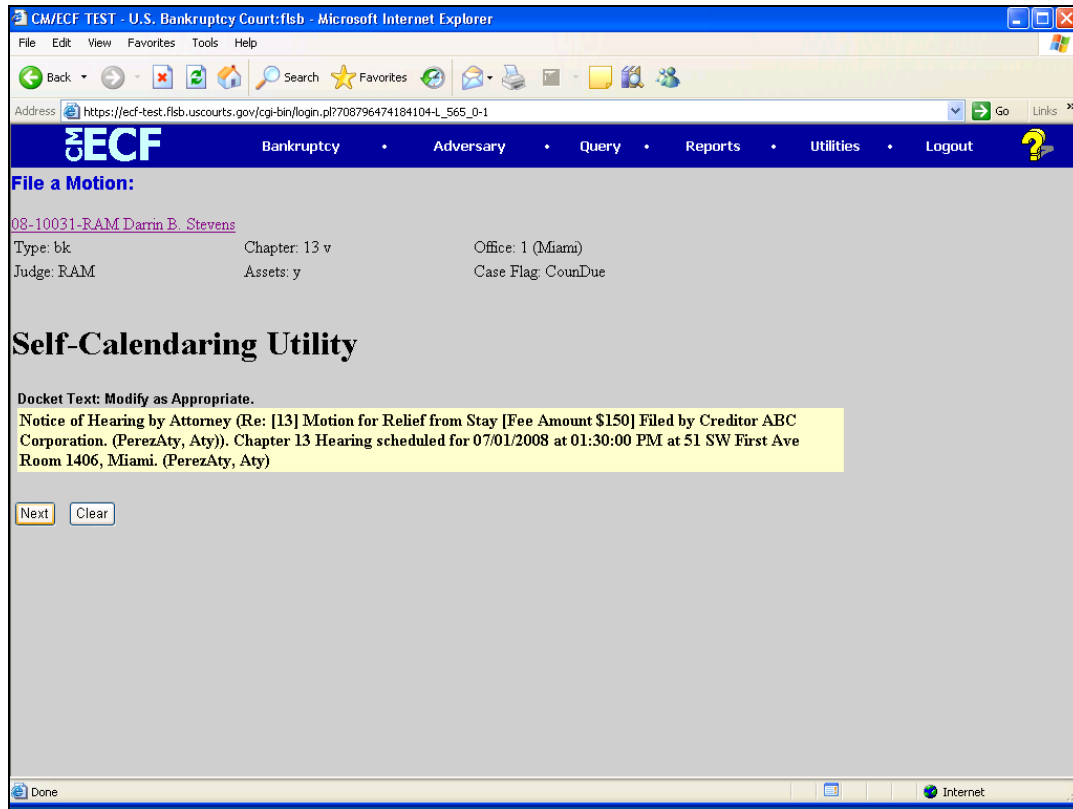 CM/ECF TEST - U.S. Bankruptcy Court:flsb - Microsoft Internet Explorer
File Edit View Favorites Tools Help
Back Search Favorites
Address https://ecf-test.flsb.uscourts.gov/cgi-bin/login.pl?708796474184104-L_565_0-1 Go Links »
CM ECF Bankruptcy • Adversary • Query • Reports • Utilities • Logout ?
File a Motion:
08-10031-RAM Darrin B. Stevens
Type: bk Chapter: 13 v Office: 1 (Miami)
Judge: RAM Assets: y Case Flag: CounDue
Self-Calendaring Utility
Docket Text: Modify as Appropriate.
Notice of Hearing by Attorney (Re: [13] Motion for Relief from Stay [Fee Amount $150] Filed by Creditor ABC
Corporation. (PerezAty, Aty)). Chapter 13 Hearing scheduled for 07/01/2008 at 01:30:00 PM at 51 SW First Ave
Room 1406, Miami. (PerezAty, Aty)
Next Clear
Done Internet